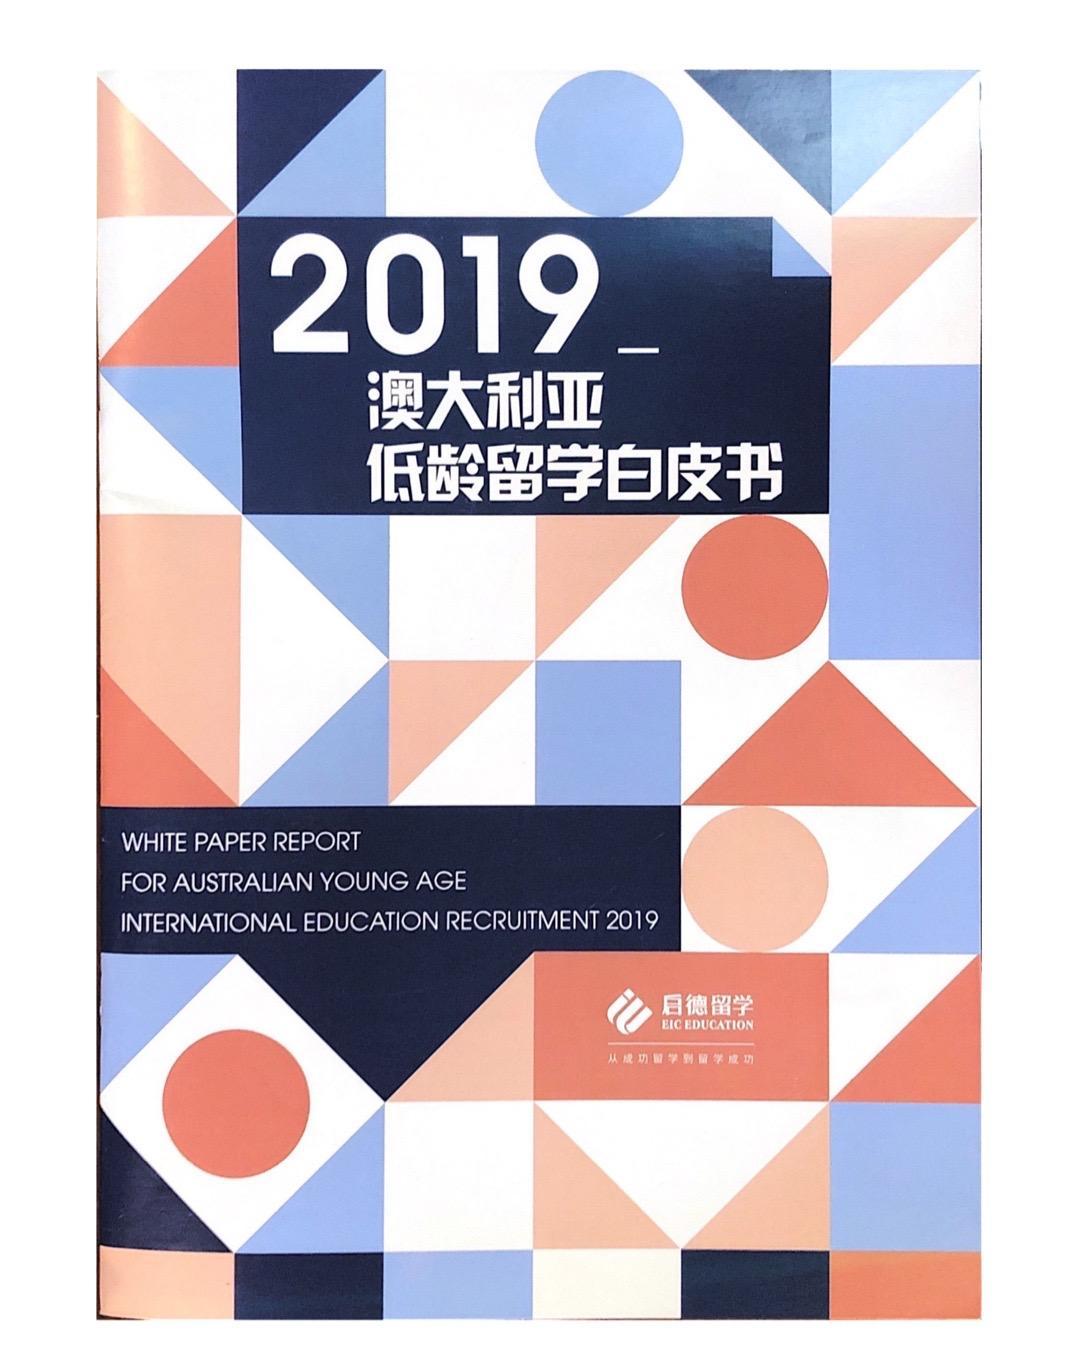 2019_
澳大利亚
低龄留学白皮书
WHITE PAPER REPORT
FOR AUSTRALIAN YOUNG AGE
INTERNATIONAL EDUCATION RECRUITMENT 2019
启德留学
EIC EDUCATION
从成功留学到留学成功